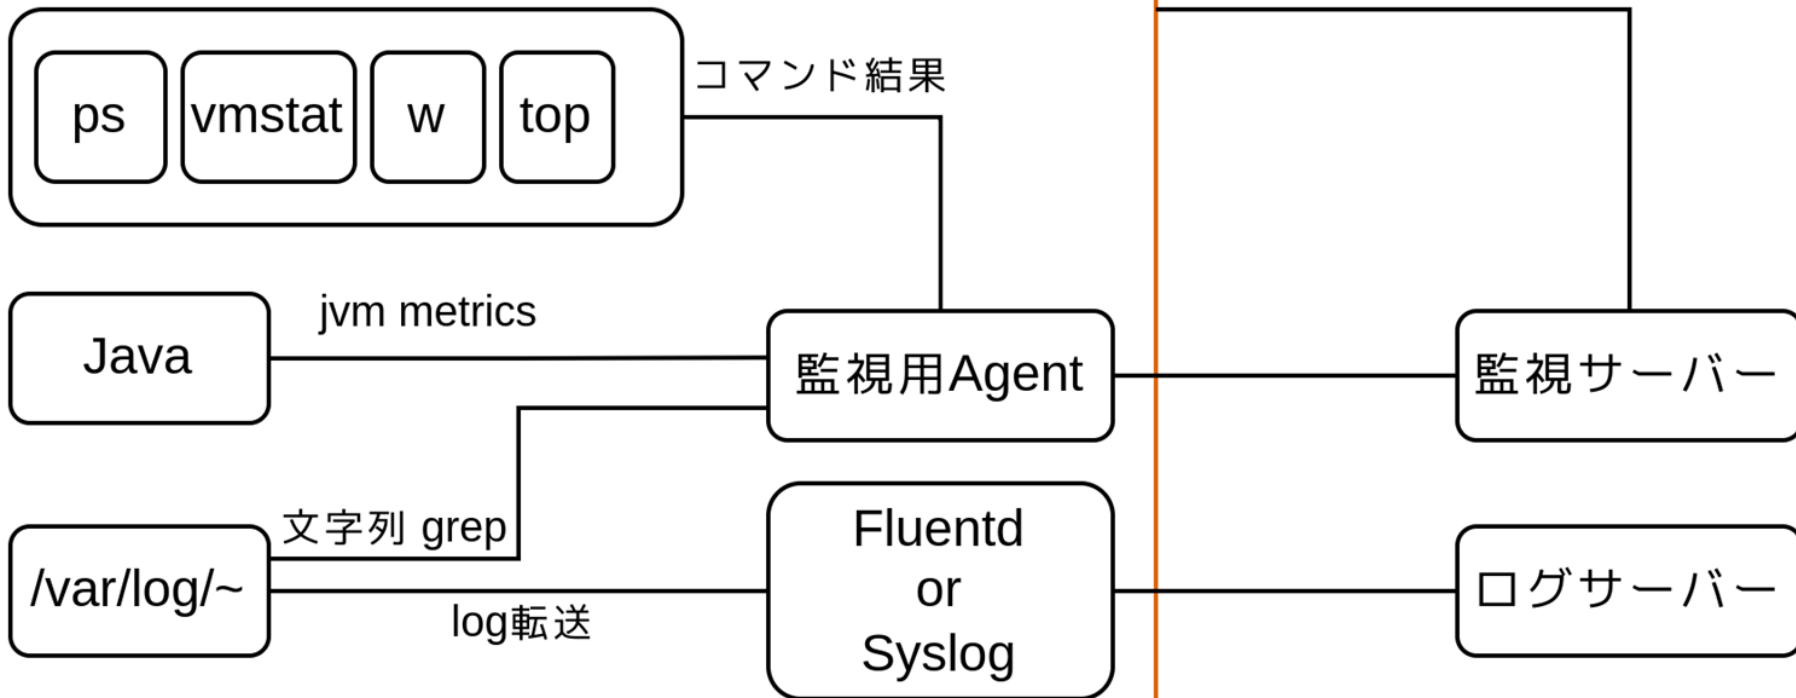 コマンド結果
ps
vmstat
w
top
jvm metrics
Java
監視用Agent
監視サーバー
文字列 grep
/var/log/~
log転送
Fluentd
or
Syslog
ログサーバー